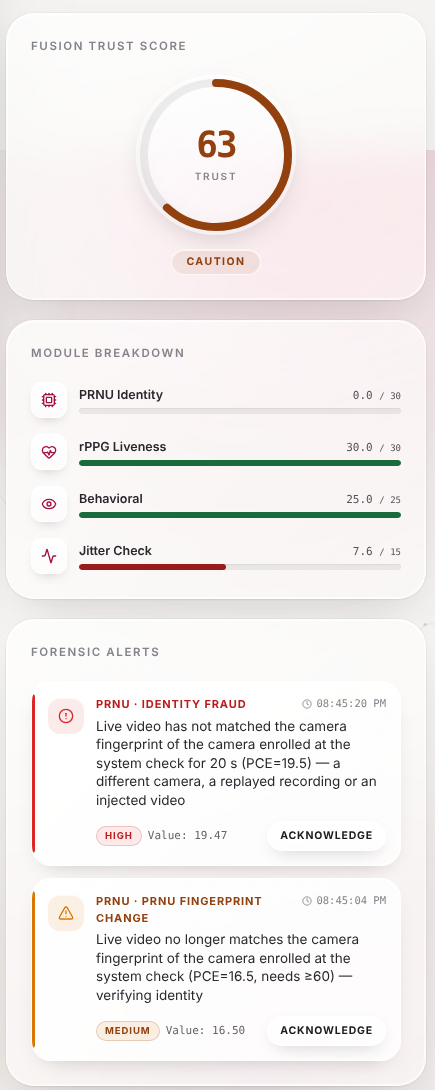 FUSION TRUST SCORE
63
TRUST
CAUTION
MODULE BREAKDOWN
PRNU Identity 0.0 / 30
rPPG Liveness 30.0 / 30
Behavioral 25.0 / 25
Jitter Check 7.6 / 15
FORENSIC ALERTS
PRNU · IDENTITY FRAUD 08:45:20 PM
Live video has not matched the camera
fingerprint of the camera enrolled at the
system check for 20 s (PCE=19.5) — a
different camera, a replayed recording or an
injected video
HIGH Value: 19.47 ACKNOWLEDGE
PRNU · PRNU FINGERPRINT 08:45:04 PM
CHANGE
Live video no longer matches the camera
fingerprint of the camera enrolled at the
system check (PCE=16.5, needs ≥60) —
verifying identity
MEDIUM Value: 16.50 ACKNOWLEDGE